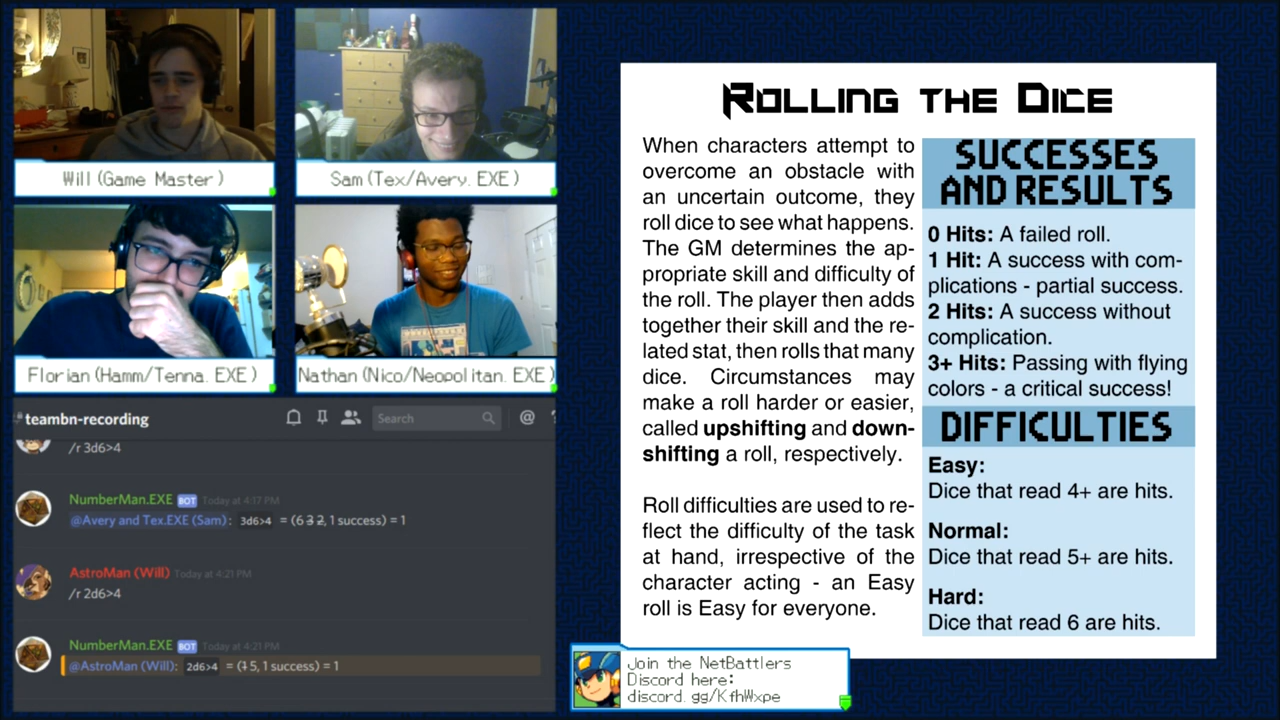 Will (Game Master)
Sam (Tex/Avery. EXE)
Florian (Hamm/Tenna. EXE)
Nathan (Nico/Neopolitan. EXE)
teambn-recording
Search
/r 3d6>4
NumberMan.EXE BOT Today at 4:17 PM
@Avery and Tex.EXE (Sam): 3d6>4 = (6 3 2, 1 success) = 1
AstroMan (Will) Today at 4:21 PM
/r 2d6>4
NumberMan.EXE BOT Today at 4:21 PM
@AstroMan (Will): 2d6>4 = (1 5, 1 success) = 1
ROLLING THE DICE
When characters attempt to
overcome an obstacle with
an uncertain outcome, they
roll dice to see what happens.
The GM determines the ap-
propriate skill and difficulty of
the roll. The player then adds
together their skill and the re-
lated stat, then rolls that many
dice. Circumstances may
make a roll harder or easier,
called upshifting and down-
shifting a roll, respectively.
Roll difficulties are used to re-
flect the difficulty of the task
at hand, irrespective of the
character acting - an Easy
roll is Easy for everyone.
SUCCESSES
AND RESULTS
0 Hits: A failed roll.
1 Hit: A success with com-
plications - partial success.
2 Hits: A success without
complication.
3+ Hits: Passing with flying
colors - a critical success!
DIFFICULTIES
Easy:
Dice that read 4+ are hits.
Normal:
Dice that read 5+ are hits.
Hard:
Dice that read 6 are hits.
Join the NetBattlers
Discord here:
discord.gg/KfhWxpe